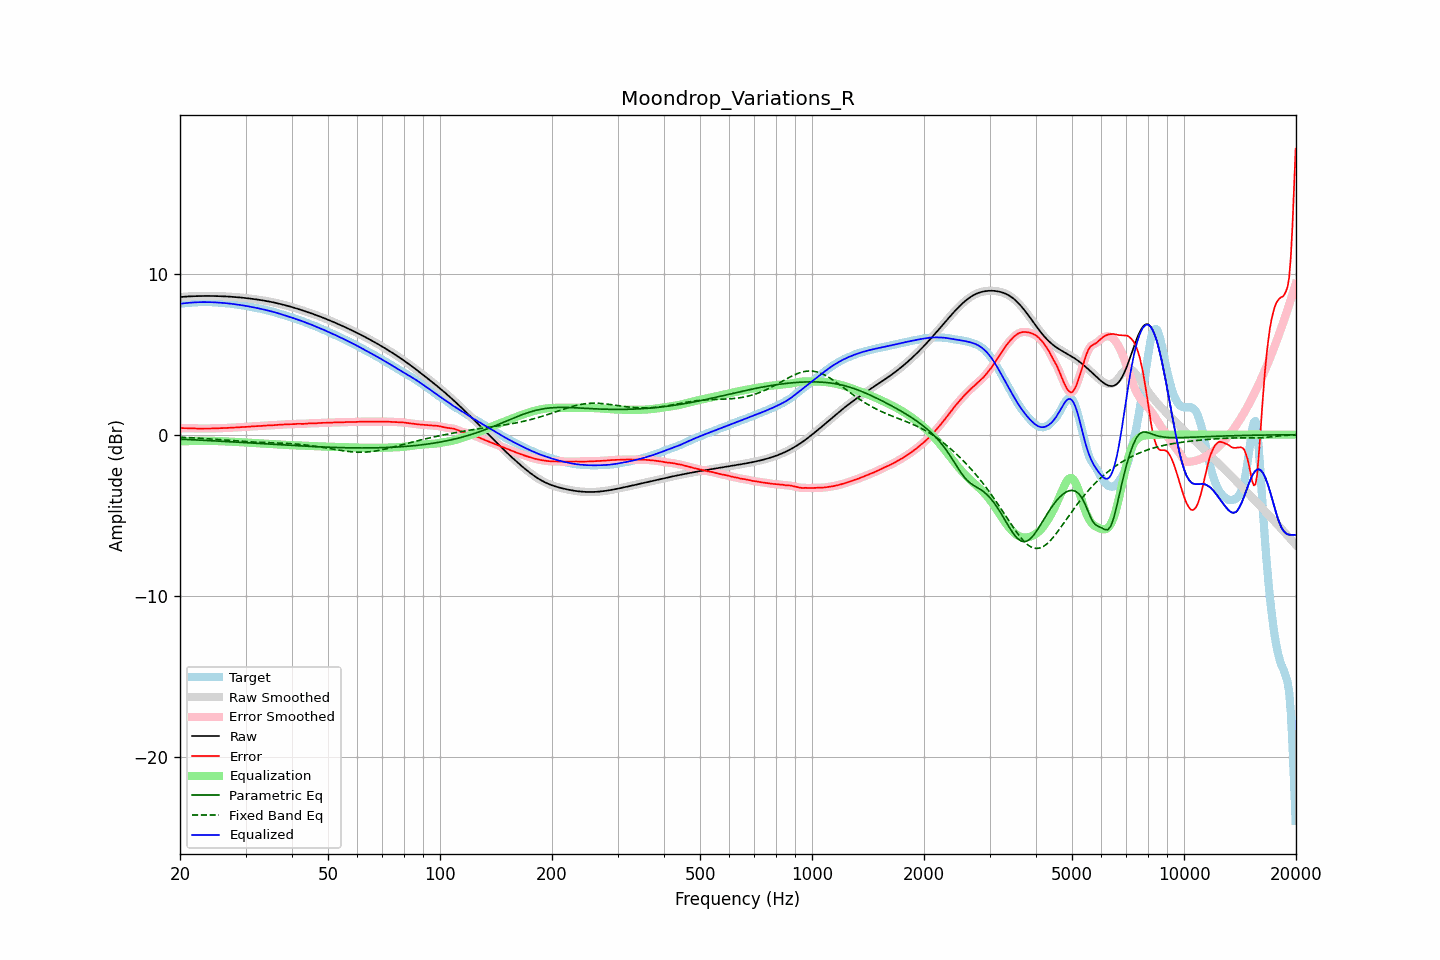 Moondrop_Variations_R
Amplitude (dBr)
10
0
−10
−20
Target
Raw Smoothed
Error Smoothed
Raw
Error
Equalization
Parametric Eq
Fixed Band Eq
Equalized
20 50 100 200 500 1000 2000 5000 10000 20000
Frequency (Hz)